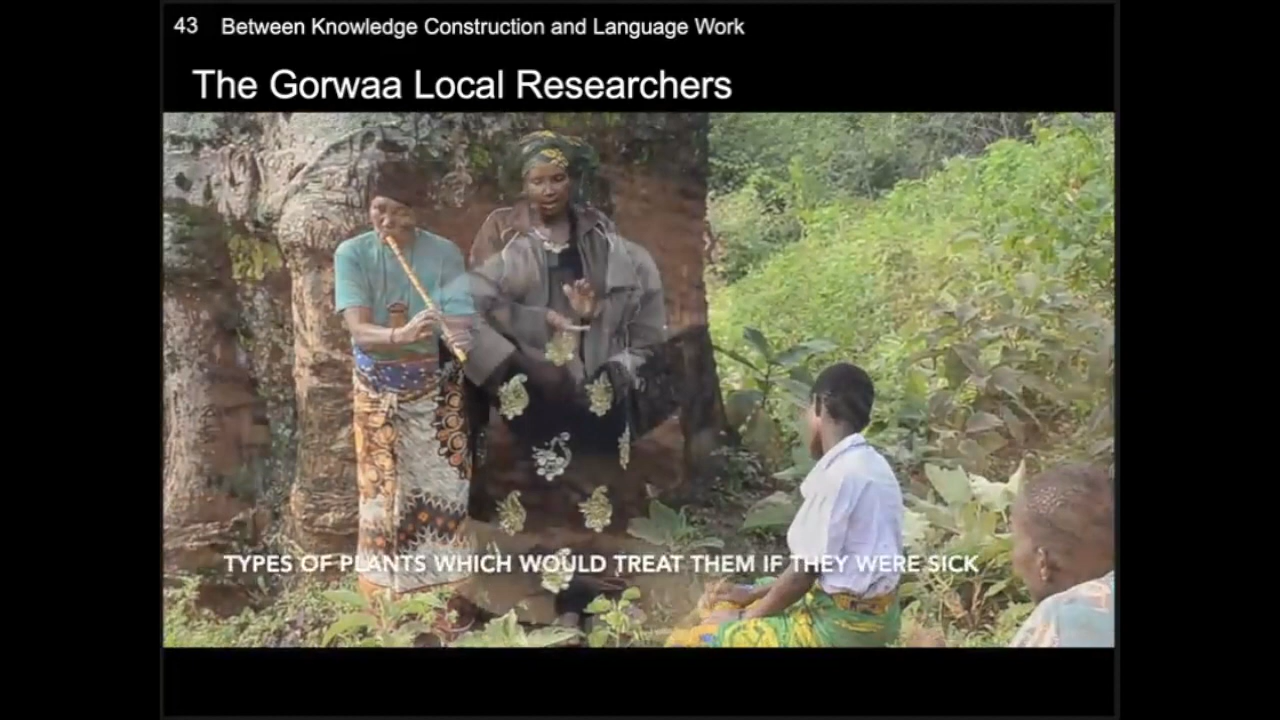 43 Between Knowledge Construction and Language Work
The Gorwaa Local Researchers
TYPES OF PLANTS WHICH WOULD TREAT THEM IF THEY WERE SICK